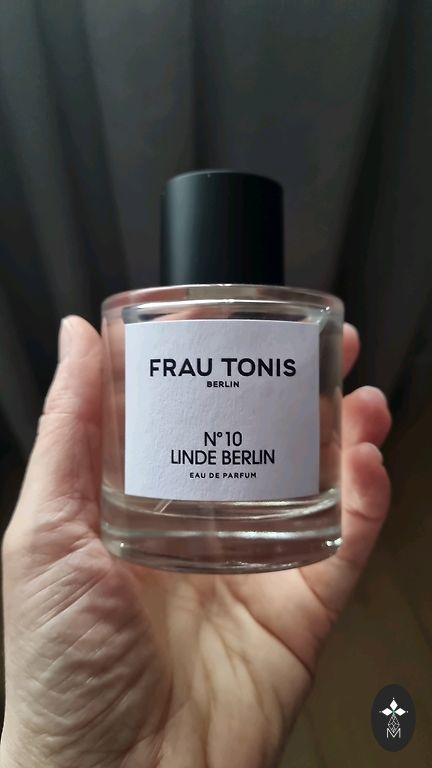 FRAU TONIS
BERLIN
N° 10
LINDE BERLIN
EAU DE PARFUM
M